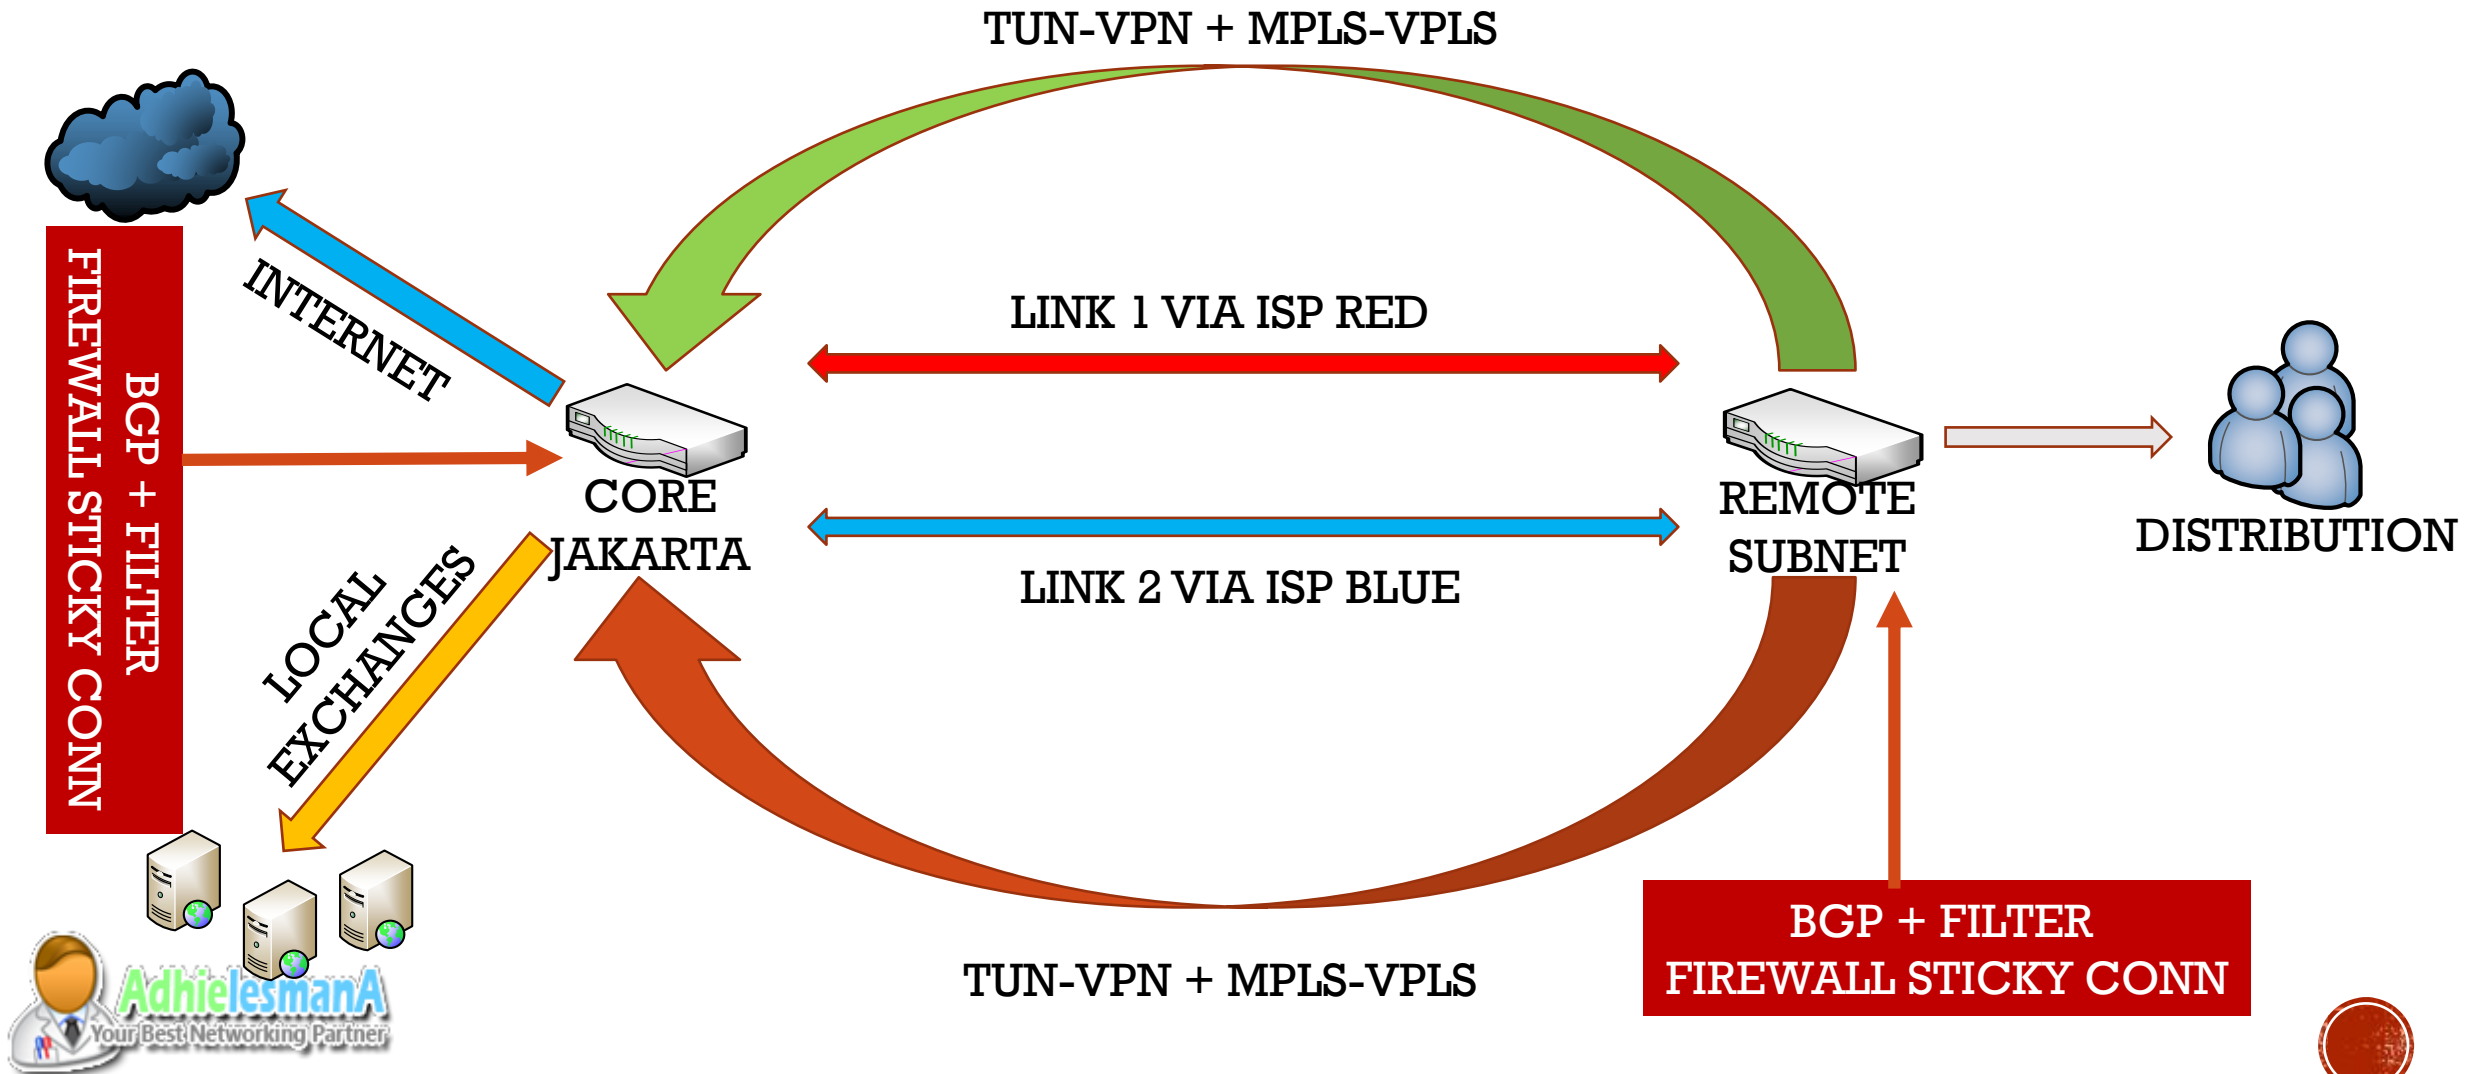 TUN-VPN + MPLS-VPLS
INTERNET
BGP + FILTER
FIREWALL STICKY CONN
LINK 1 VIA ISP RED
CORE
JAKARTA
REMOTE
SUBNET
DISTRIBUTION
LINK 2 VIA ISP BLUE
LOCAL
EXCHANGES
TUN-VPN + MPLS-VPLS
BGP + FILTER
FIREWALL STICKY CONN
AdhielesmanA
Your Best Networking Partner